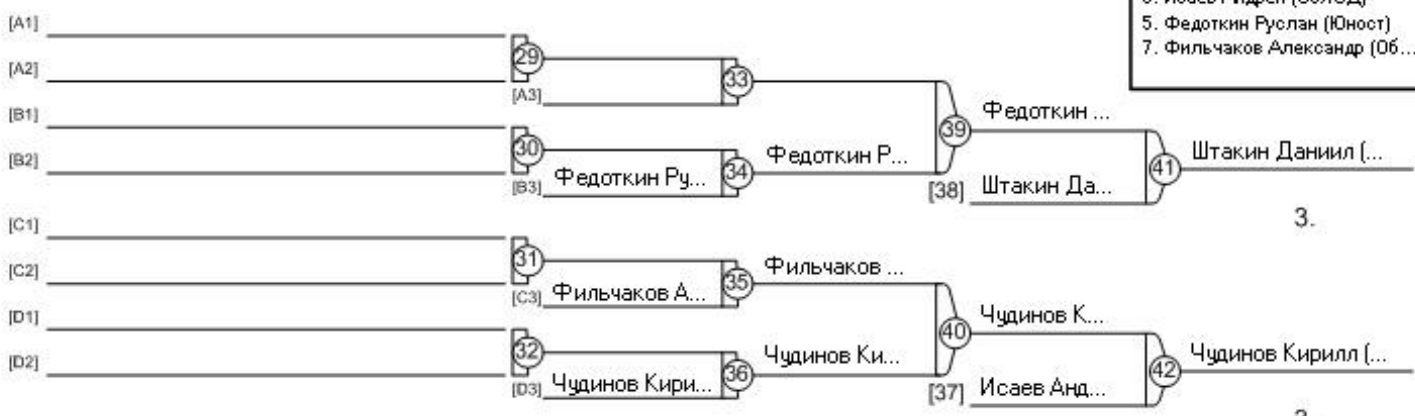 5. Федоткин Руслан (Юност)
7. Фильчаков Александр (Об...
[A1]
[A2]
29
[A3]
33
[B1]
[B2]
30
[B3] Федоткин Ру...
34
Федоткин Р...
39
Федоткин ...
[38] Штакин Да...
41
Штакин Даниил (...
3.
[C1]
[C2]
31
[C3] Фильчаков А...
35
Фильчаков ...
[D1]
[D2]
32
[D3] Чудинов Кири...
36
Чудинов Ки...
40
Чудинов К...
[37] Исаев Анд...
42
Чудинов Кирилл (...